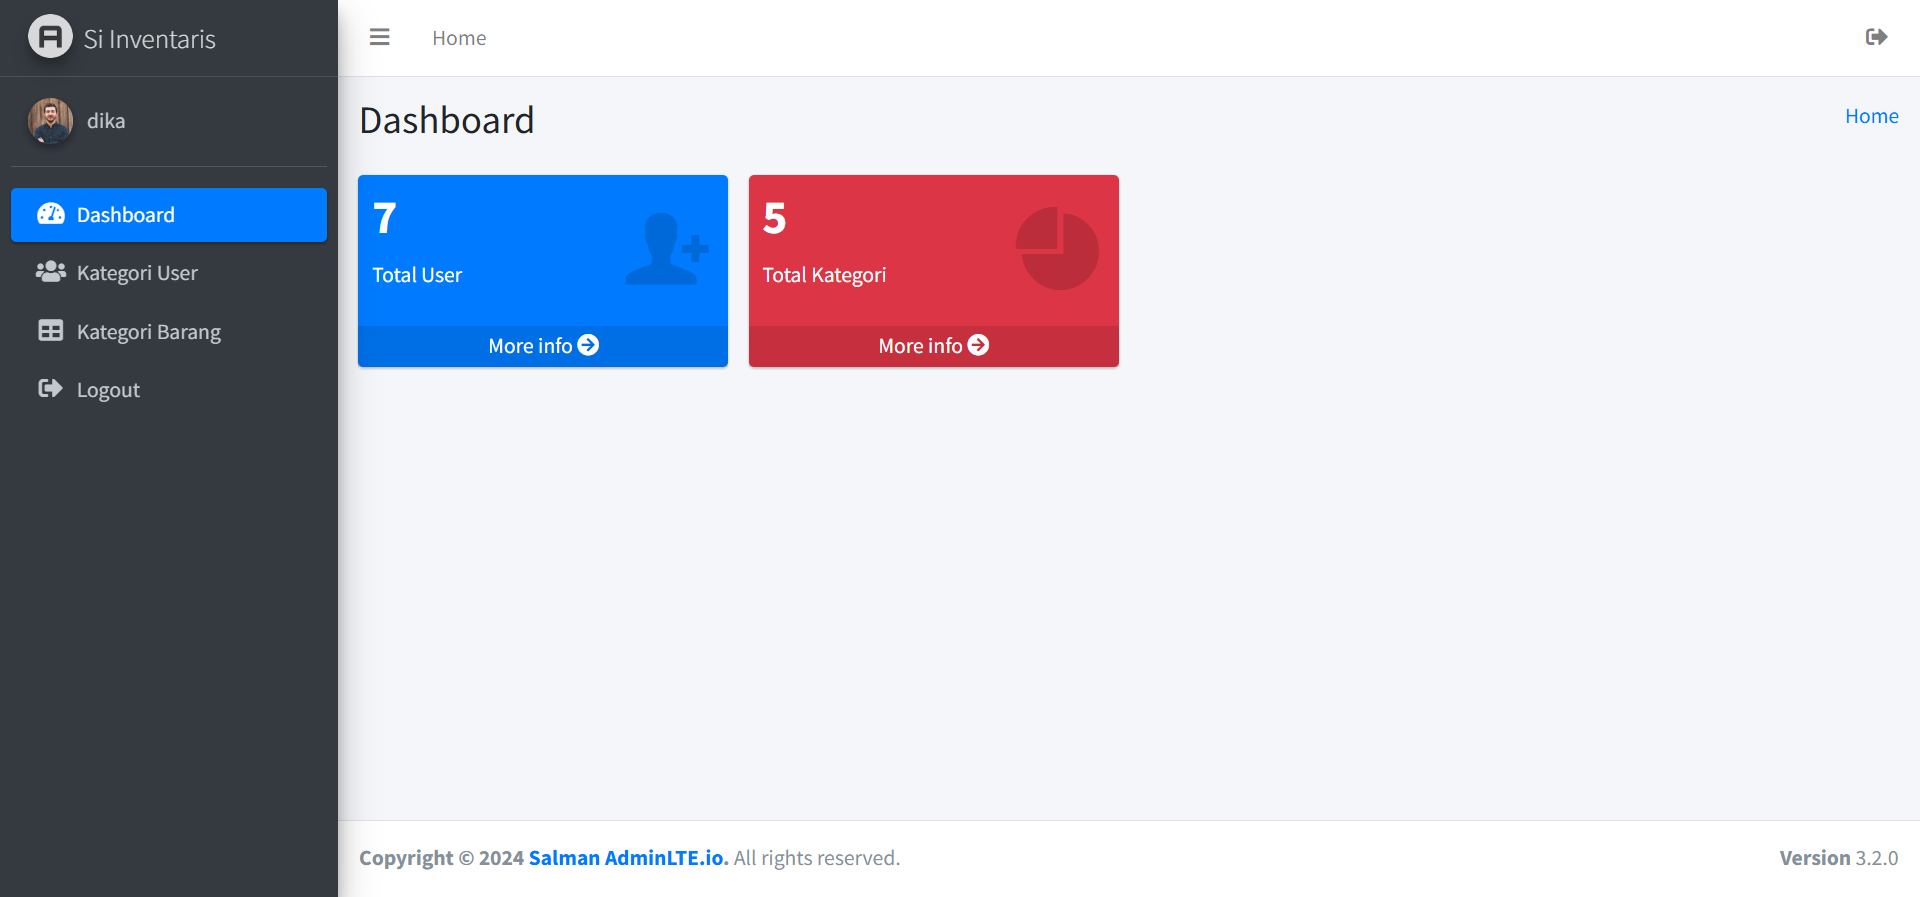 Si Inventaris
dika
Dashboard
Kategori User
Kategori Barang
Logout
Home
Dashboard
Home
7
Total User
More info
5
Total Kategori
More info
Copyright © 2024 Salman AdminLTE.io. All rights reserved.
Version 3.2.0